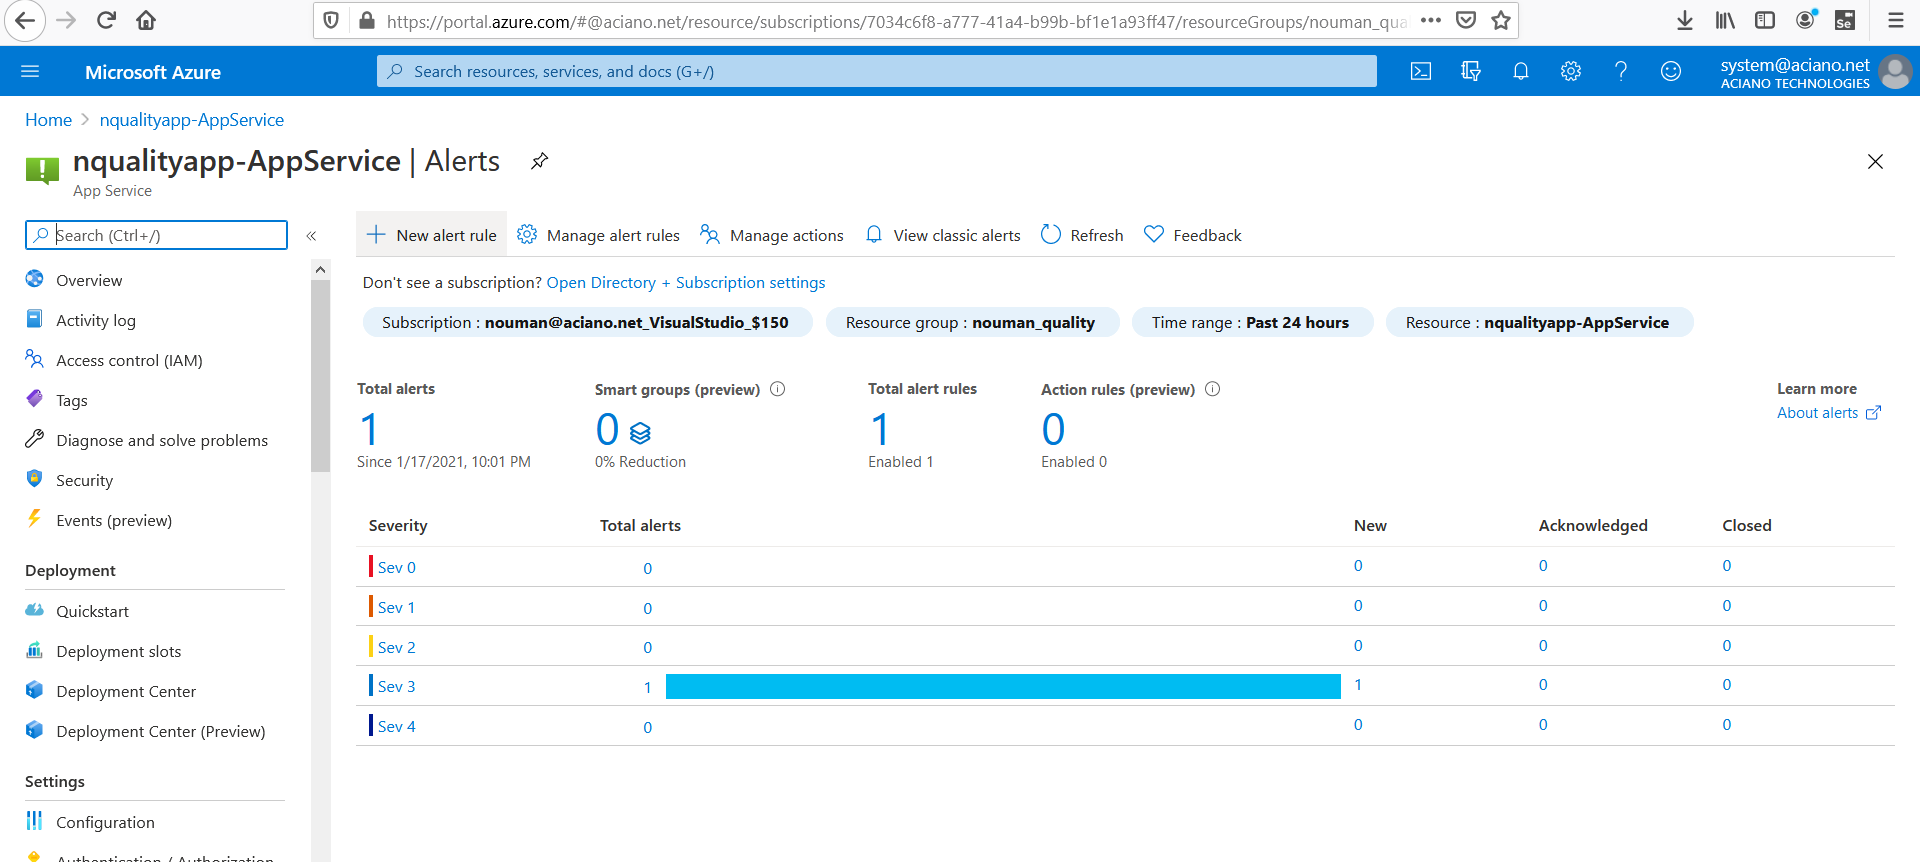 https://portal.azure.com/#@aciano.net/resource/subscriptions/7034c6f8-a777-41a4-b99b-bf1e1a93ff47/resourceGroups/nouman_qua
Se
Microsoft Azure
Search resources, services, and docs (G+/)
system@aciano.net
ACIANO TECHNOLOGIES
Home > nqualityapp-AppService
nqualityapp-AppService | Alerts
App Service
Search (Ctrl+/)
«
Overview
Activity log
Access control (IAM)
Tags
Diagnose and solve problems
Security
Events (preview)
Deployment
Quickstart
Deployment slots
Deployment Center
Deployment Center (Preview)
Settings
Configuration
Authentication / Authorization
New alert rule Manage alert rules Manage actions View classic alerts Refresh Feedback
Don't see a subscription? Open Directory + Subscription settings
Subscription : nouman@aciano.net_VisualStudio_$150 Resource group : nouman_quality Time range : Past 24 hours Resource : nqualityapp-AppService
Total alerts
1
Since 1/17/2021, 10:01 PM
Smart groups (preview)
0
0% Reduction
Total alert rules
1
Enabled 1
Action rules (preview)
0
Enabled 0
Learn more
About alerts
Severity Total alerts New Acknowledged Closed
Sev 0 0 0 0 0
Sev 1 0 0 0 0
Sev 2 0 0 0 0
Sev 3 1 1 0 0
Sev 4 0 0 0 0